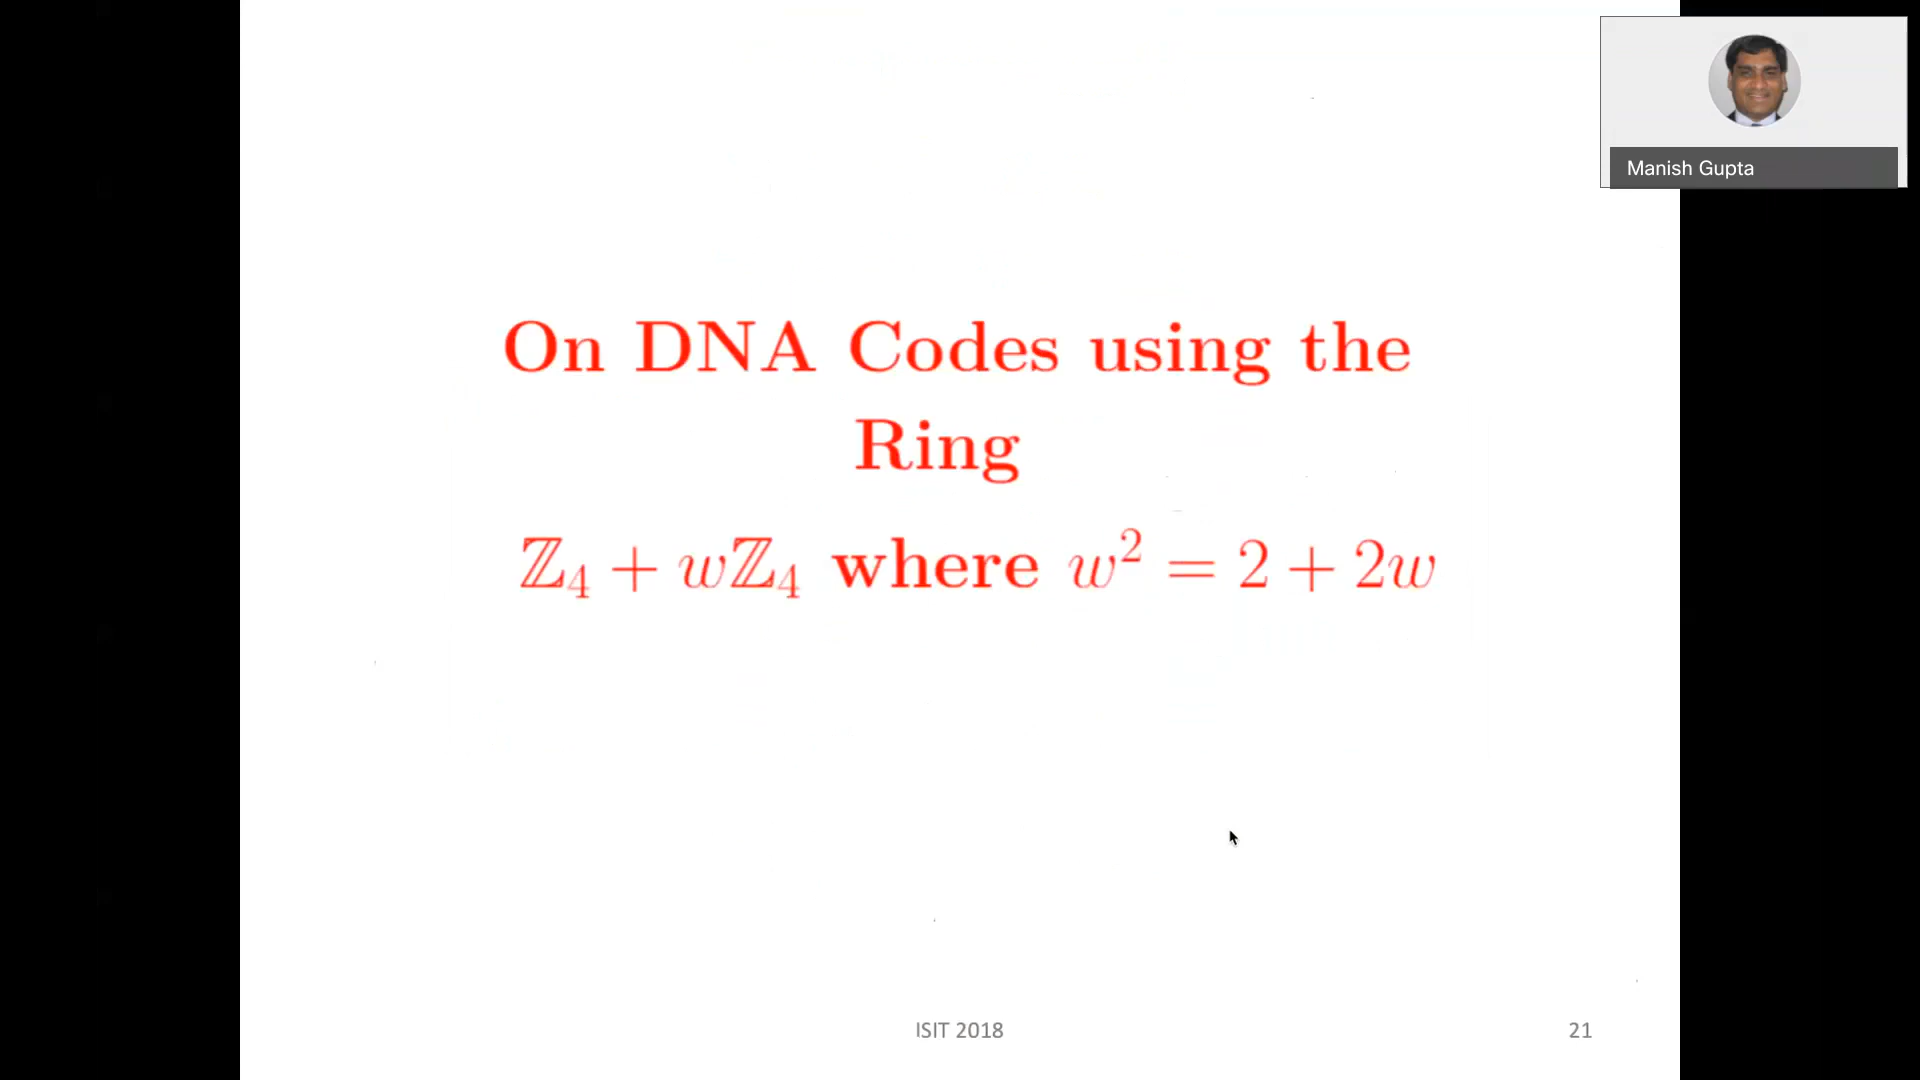 Manish Gupta
On DNA Codes using the
Ring
ℤ₄ + wℤ₄ where w² = 2 + 2w
ISIT 2018
21